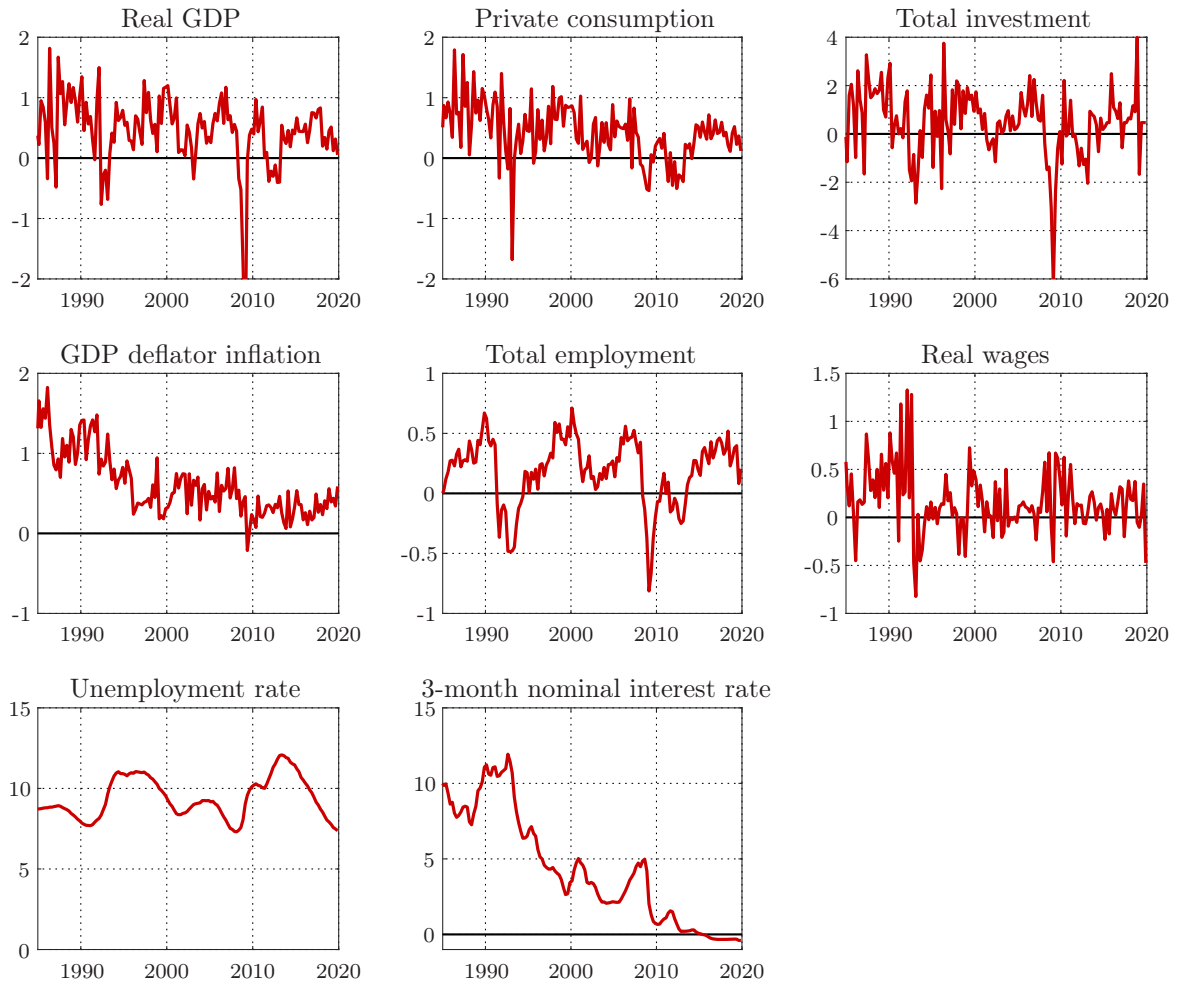 Real GDP
2
1
0
-1
-2
1990 2000 2010 2020
Private consumption
2
1
0
-1
-2
1990 2000 2010 2020
Total investment
4
2
0
-2
-4
-6
1990 2000 2010 2020
GDP deflator inflation
2
1
0
-1
1990 2000 2010 2020
Total employment
1
0.5
0
-0.5
-1
1990 2000 2010 2020
Real wages
1.5
1
0.5
0
-0.5
-1
1990 2000 2010 2020
Unemployment rate
15
10
5
0
1990 2000 2010 2020
3-month nominal interest rate
15
10
5
0
1990 2000 2010 2020